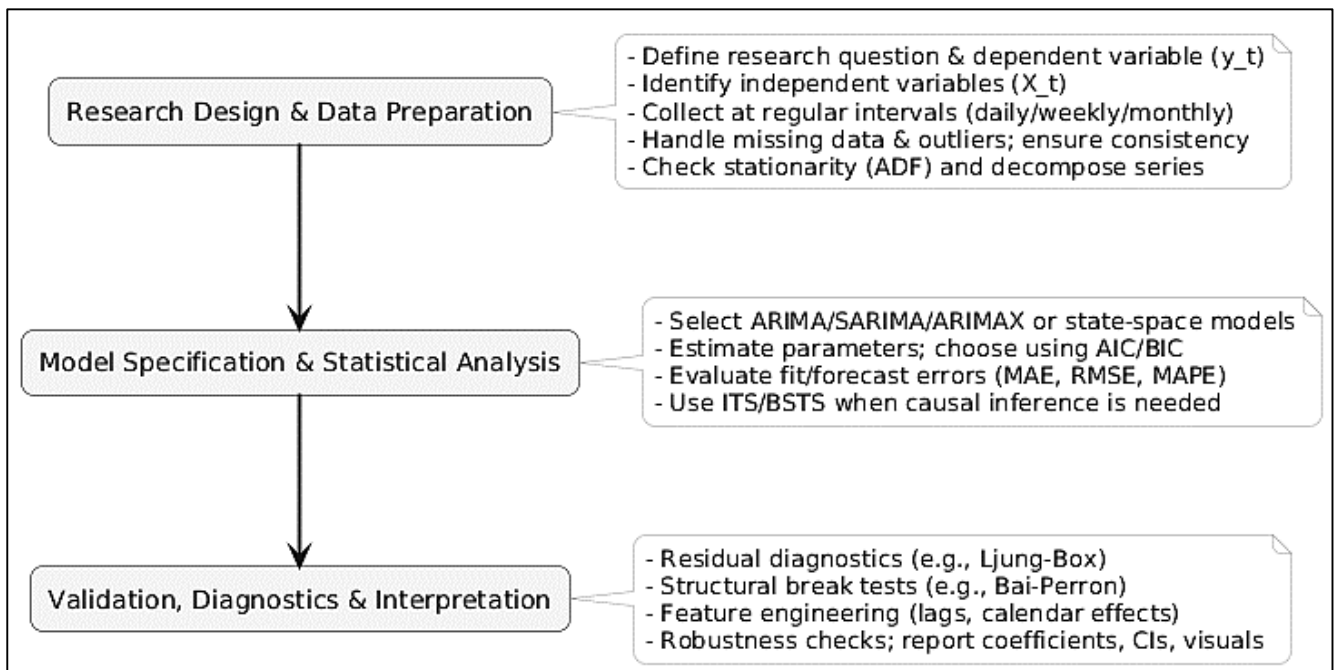 Research Design & Data Preparation
- Define research question & dependent variable (y_t)
- Identify independent variables (X_t)
- Collect at regular intervals (daily/weekly/monthly)
- Handle missing data & outliers; ensure consistency
- Check stationarity (ADF) and decompose series
Model Specification & Statistical Analysis
- Select ARIMA/SARIMA/ARIMAX or state-space models
- Estimate parameters; choose using AIC/BIC
- Evaluate fit/forecast errors (MAE, RMSE, MAPE)
- Use ITS/BSTS when causal inference is needed
Validation, Diagnostics & Interpretation
- Residual diagnostics (e.g., Ljung-Box)
- Structural break tests (e.g., Bai-Perron)
- Feature engineering (lags, calendar effects)
- Robustness checks; report coefficients, CIs, visuals